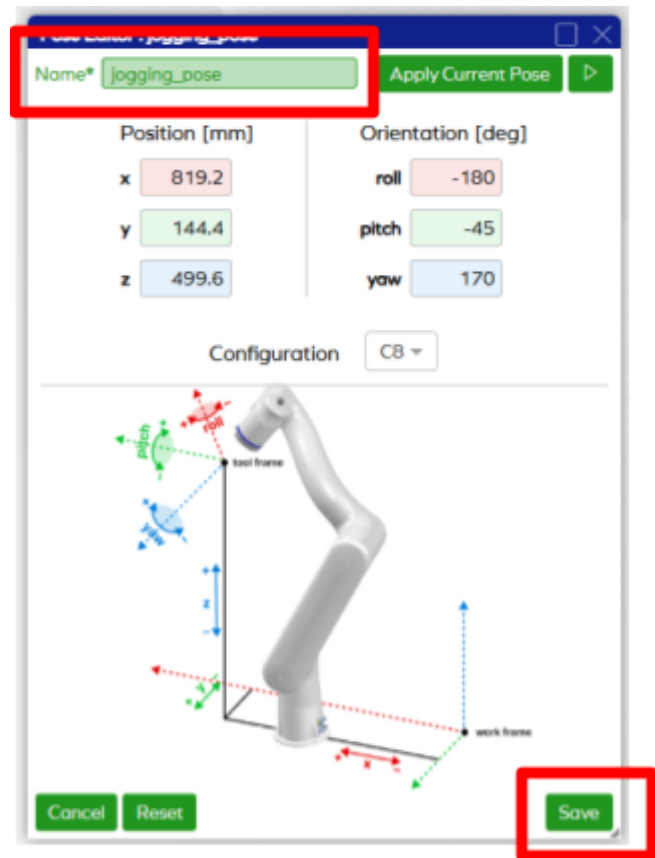 Pose Editor : jogging_pose
Name* jogging_pose Apply Current Pose
Position [mm] Orientation [deg]
x 819.2 roll -180
y 144.4 pitch -45
z 499.6 yaw 170
Configuration C8
+ roll -
+ pitch -
tool frame
+ yaw -
+ z -
+ y -
work frame
+ x -
Cancel Reset Save